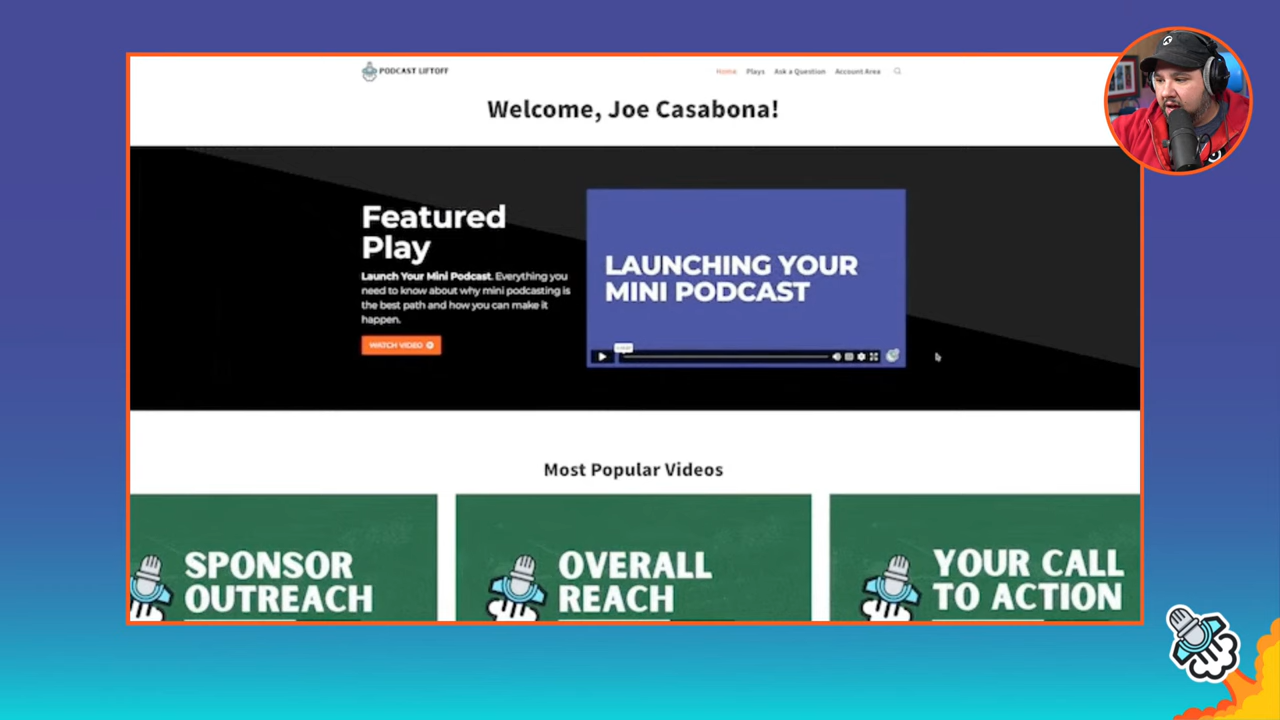 PODCAST LIFTOFF
Home Plays Ask a Question Account Area
Welcome, Joe Casabona!
Featured
Play
Launch Your Mini Podcast. Everything you
need to know about why mini podcasting is
the best path and how you can make it
happen.
WATCH VIDEO
LAUNCHING YOUR
MINI PODCAST
Most Popular Videos
SPONSOR
OUTREACH
OVERALL
REACH
YOUR CALL
TO ACTION